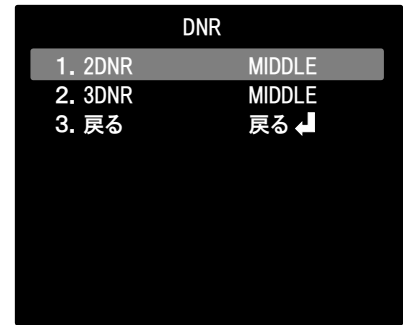 DNR
1. 2DNR MIDDLE
2. 3DNR MIDDLE
3. 戻る 戻る